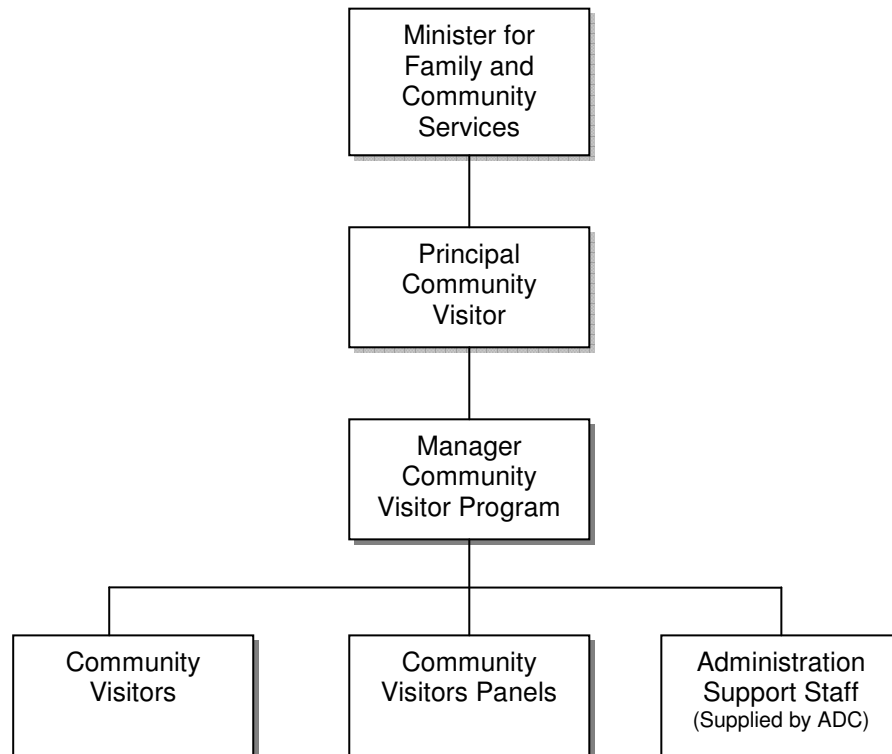 Minister for
Family and
Community
Services
Principal
Community
Visitor
Manager
Community
Visitor Program
Community
Visitors
Community
Visitors Panels
Administration
Support Staff
(Supplied by ADC)